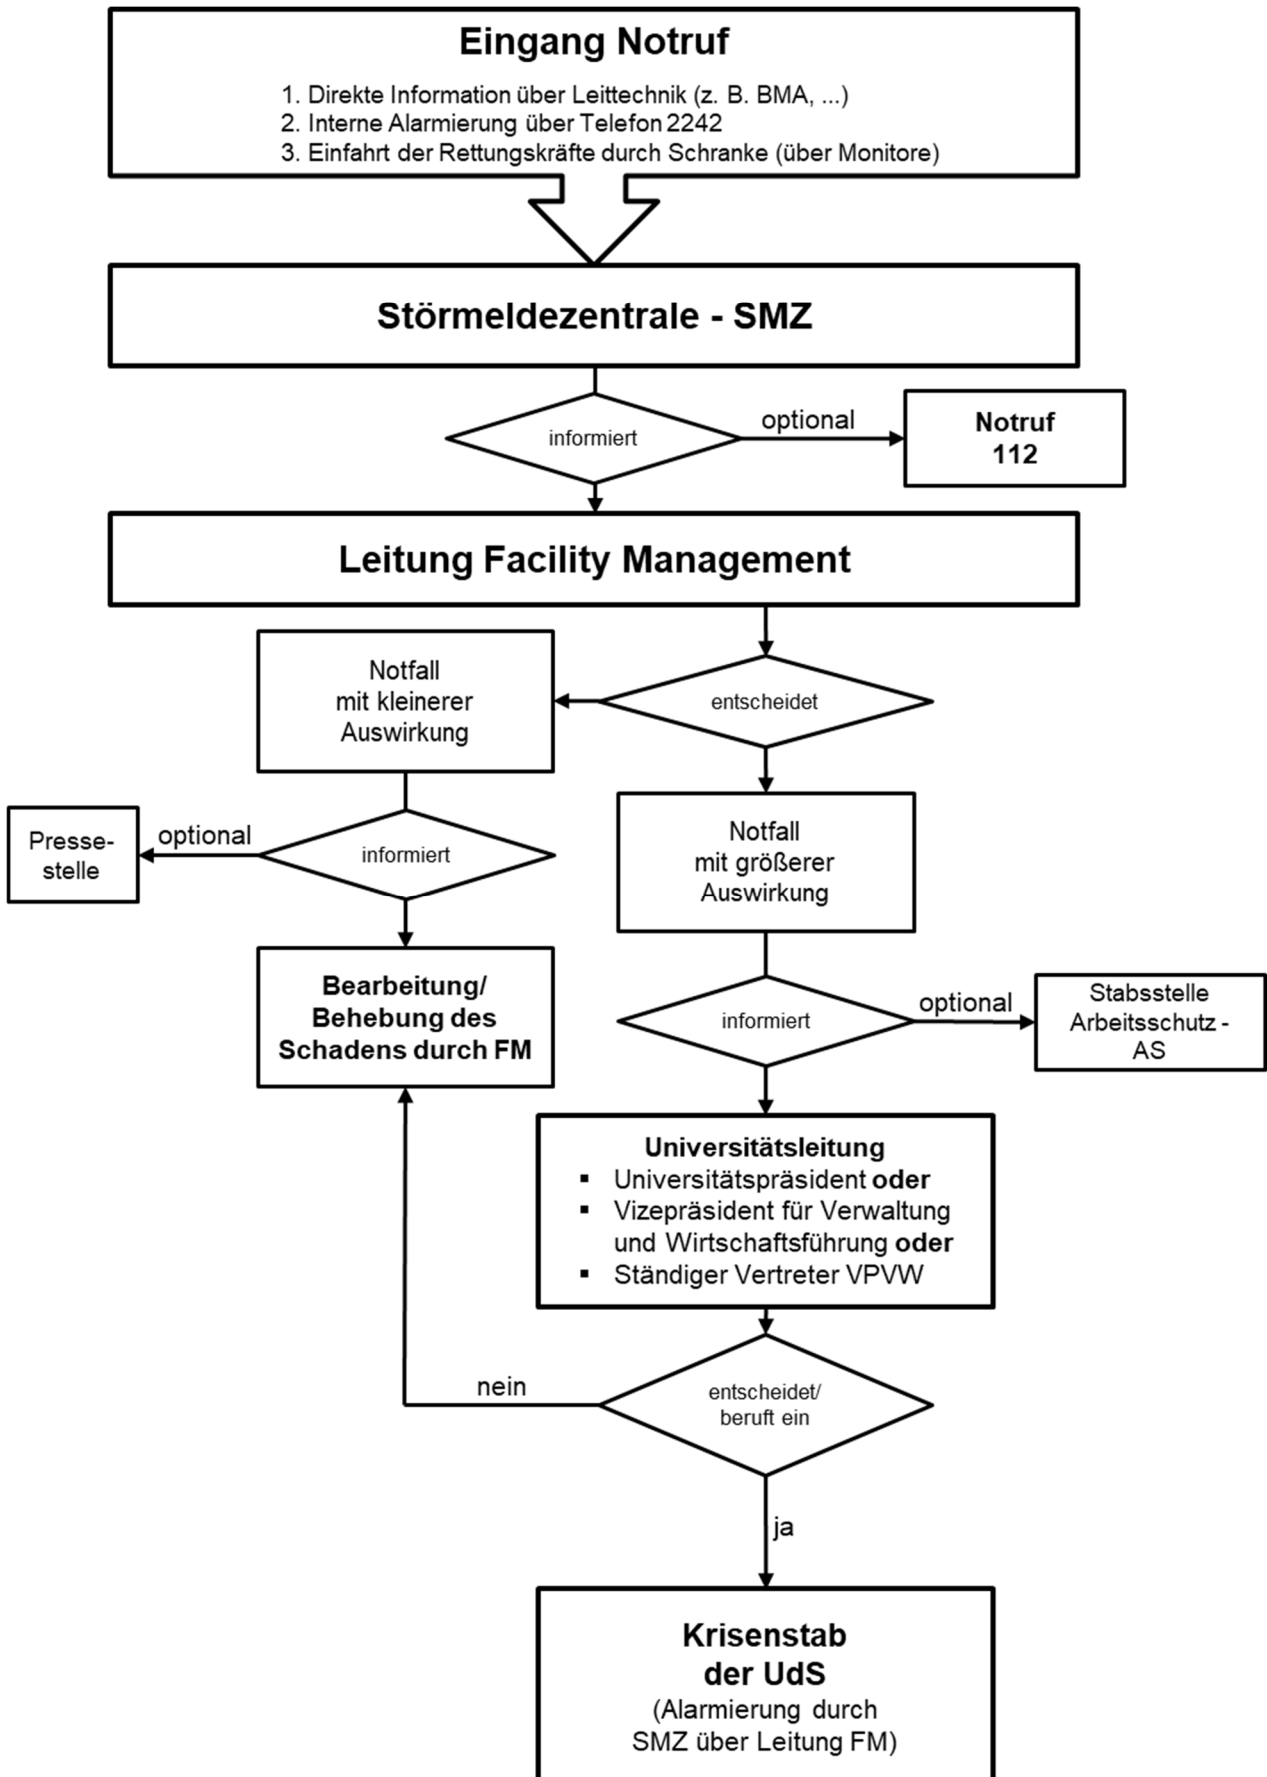 Eingang Notruf
1. Direkte Information über Leittechnik (z. B. BMA, ...)
2. Interne Alarmierung über Telefon 2242
3. Einfahrt der Rettungskräfte durch Schranke (über Monitore)
Störmeldezentrale - SMZ
informiert
optional
Notruf
112
Leitung Facility Management
entscheidet
Notfall
mit kleinerer
Auswirkung
informiert
optional
Presse-
stelle
Bearbeitung/
Behebung des
Schadens durch FM
Notfall
mit größerer
Auswirkung
informiert
optional
Stabsstelle
Arbeitsschutz -
AS
Universitätsleitung
▪ Universitätspräsident oder
▪ Vizepräsident für Verwaltung
und Wirtschaftsführung oder
▪ Ständiger Vertreter VPVW
entscheidet/
beruft ein
nein
ja
Krisenstab
der UdS
(Alarmierung durch
SMZ über Leitung FM)